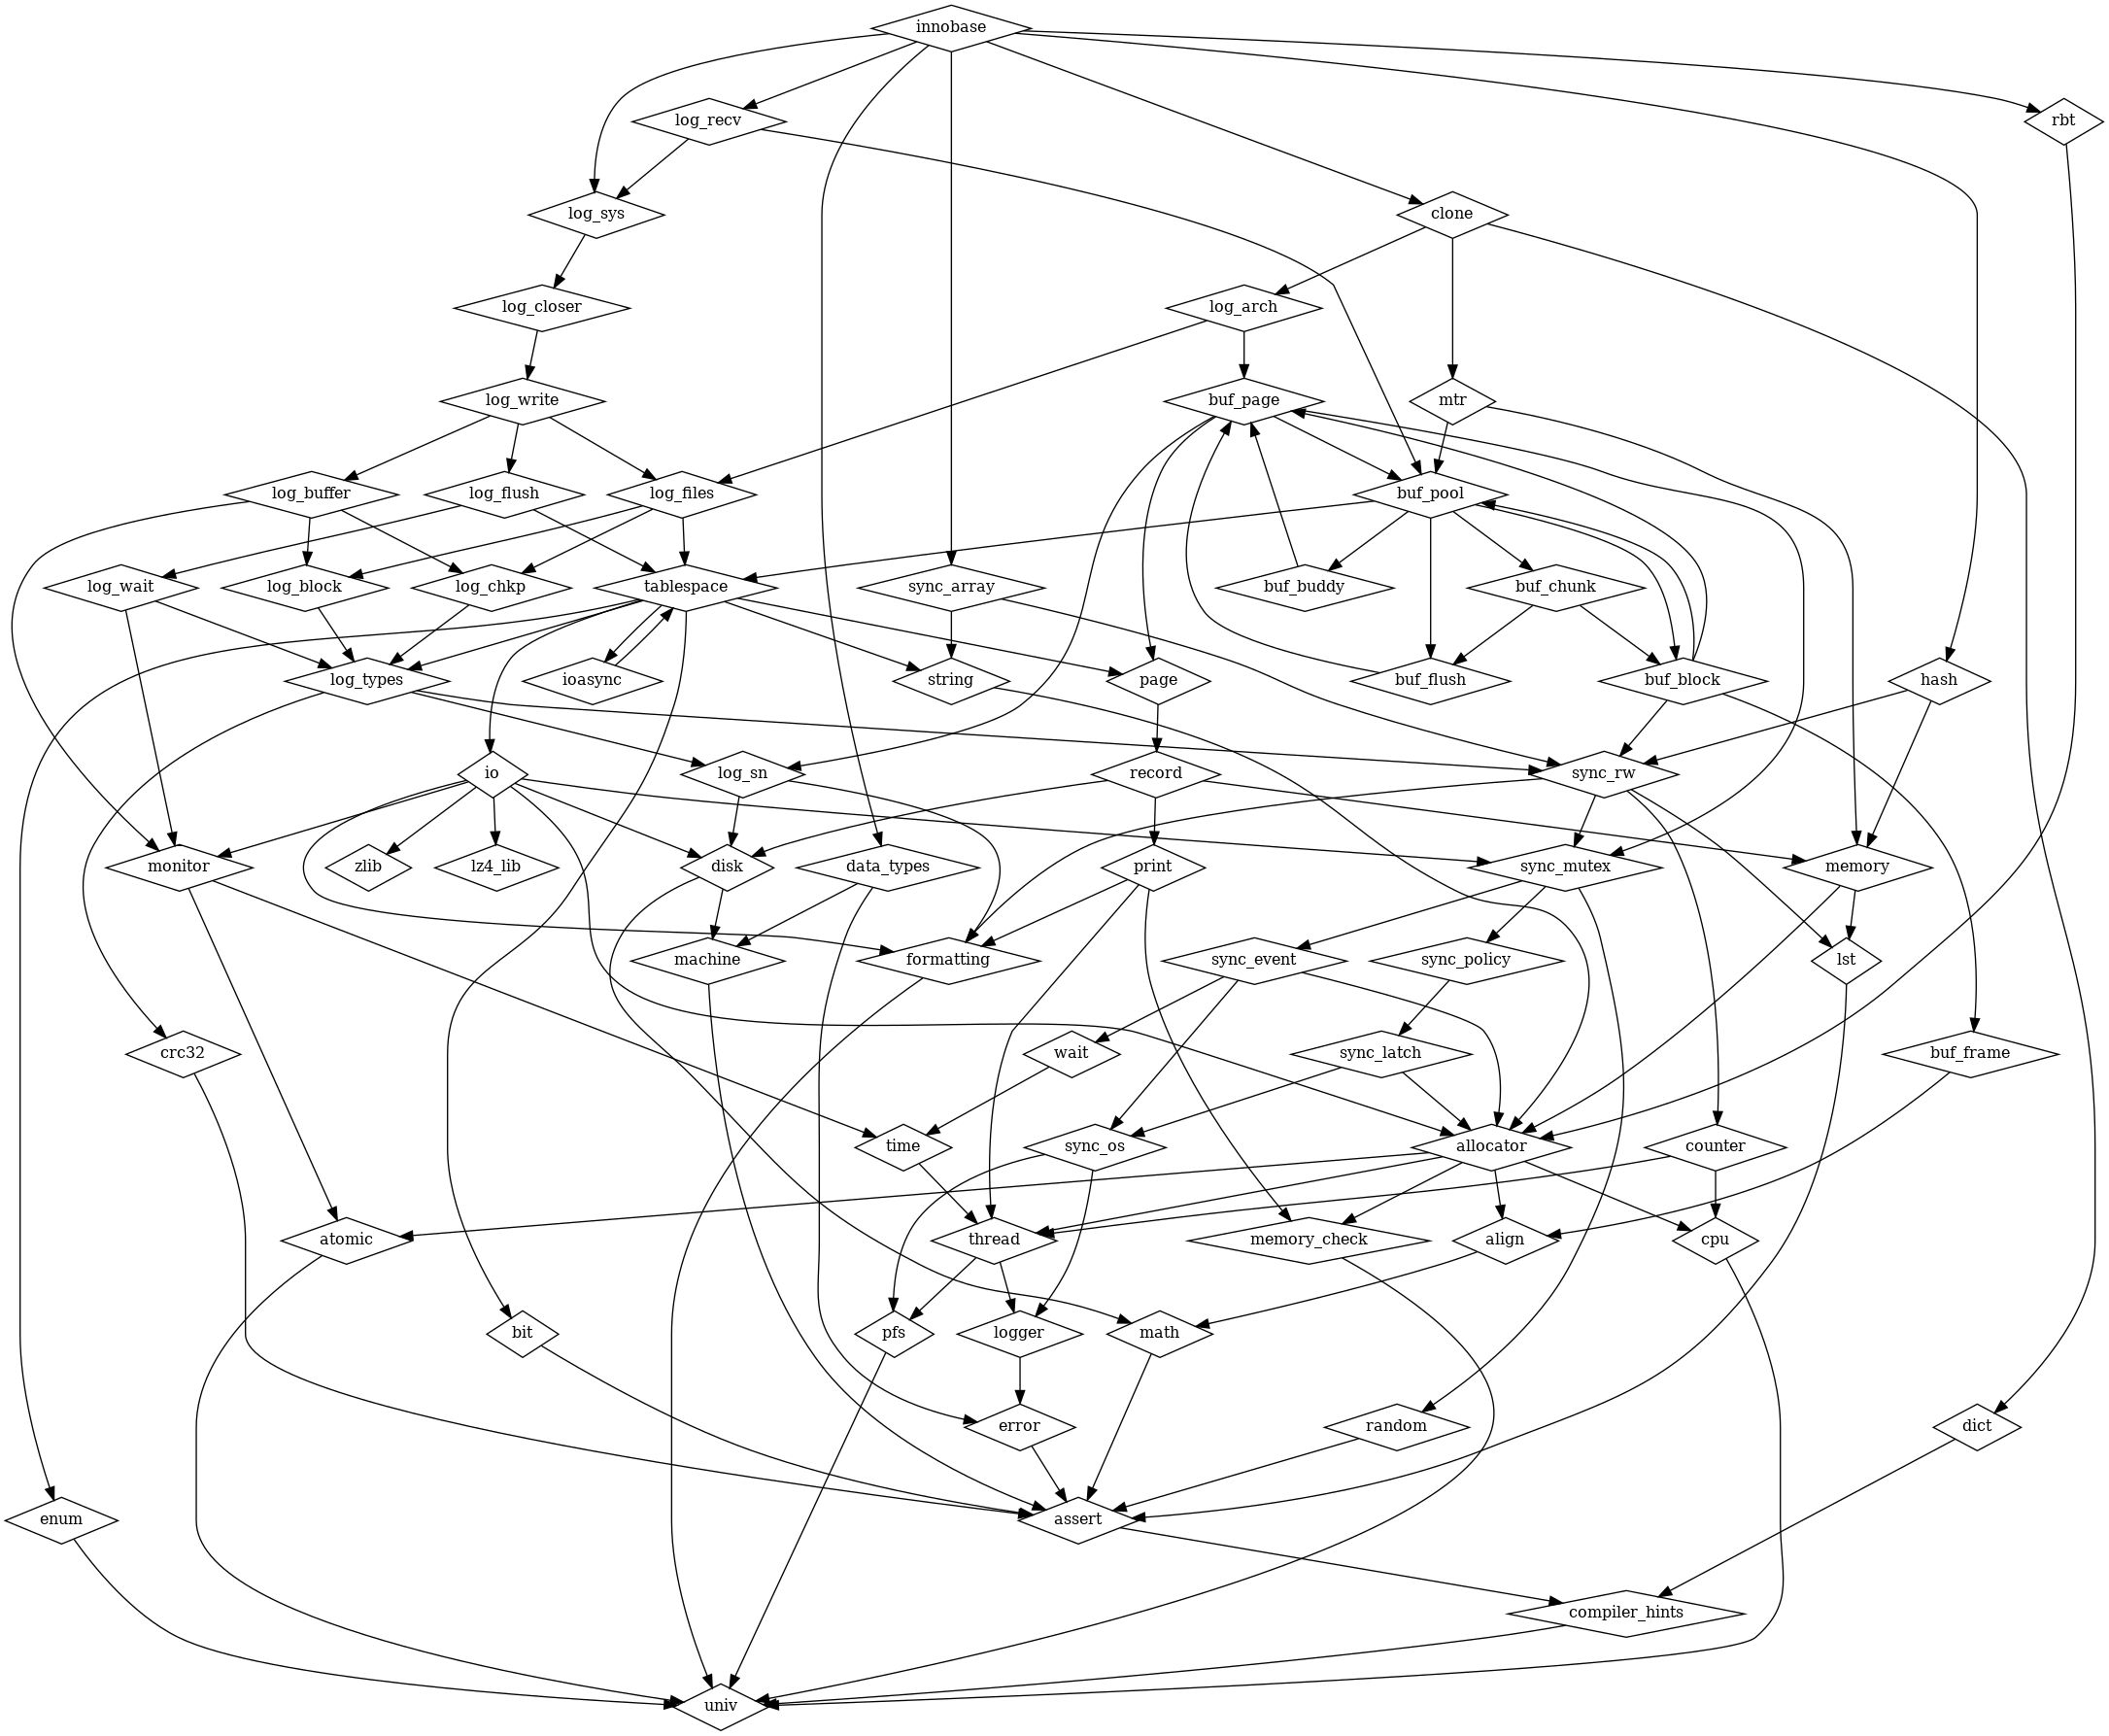 innobase
log_recv
rbt
log_sys
clone
log_closer
log_arch
log_write
buf_page
mtr
log_buffer
log_flush
log_files
buf_pool
log_wait
log_block
log_chkp
tablespace
sync_array
buf_buddy
buf_chunk
log_types
ioasync
string
page
buf_flush
buf_block
hash
io
log_sn
record
sync_rw
monitor
zlib
lz4_lib
disk
data_types
print
sync_mutex
memory
machine
formatting
sync_event
sync_policy
lst
crc32
wait
sync_latch
buf_frame
time
sync_os
allocator
counter
atomic
thread
memory_check
align
cpu
bit
pfs
logger
math
error
random
dict
enum
assert
compiler_hints
univ